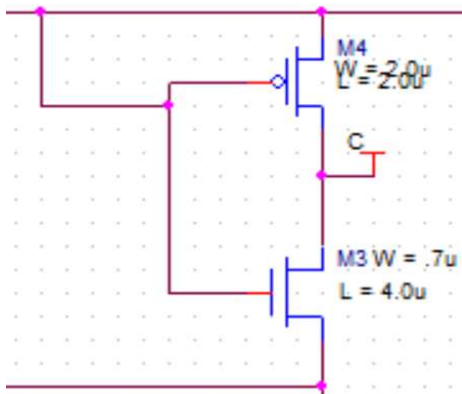 M4
W = 2.0u
L = 2.0u
C
M3 W = .7u
L = 4.0u